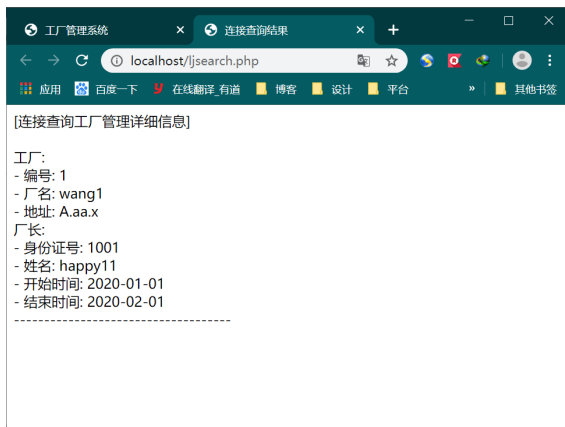 工厂管理系统
连接查询结果
localhost/ljsearch.php
应用
百度一下
在线翻译_有道
博客
设计
平台
»
其他书签
[连接查询工厂管理详细信息]
工厂:
- 编号: 1
- 厂名: wang1
- 地址: A.aa.x
厂长:
- 身份证号: 1001
- 姓名: happy11
- 开始时间: 2020-01-01
- 结束时间: 2020-02-01
------------------------------------